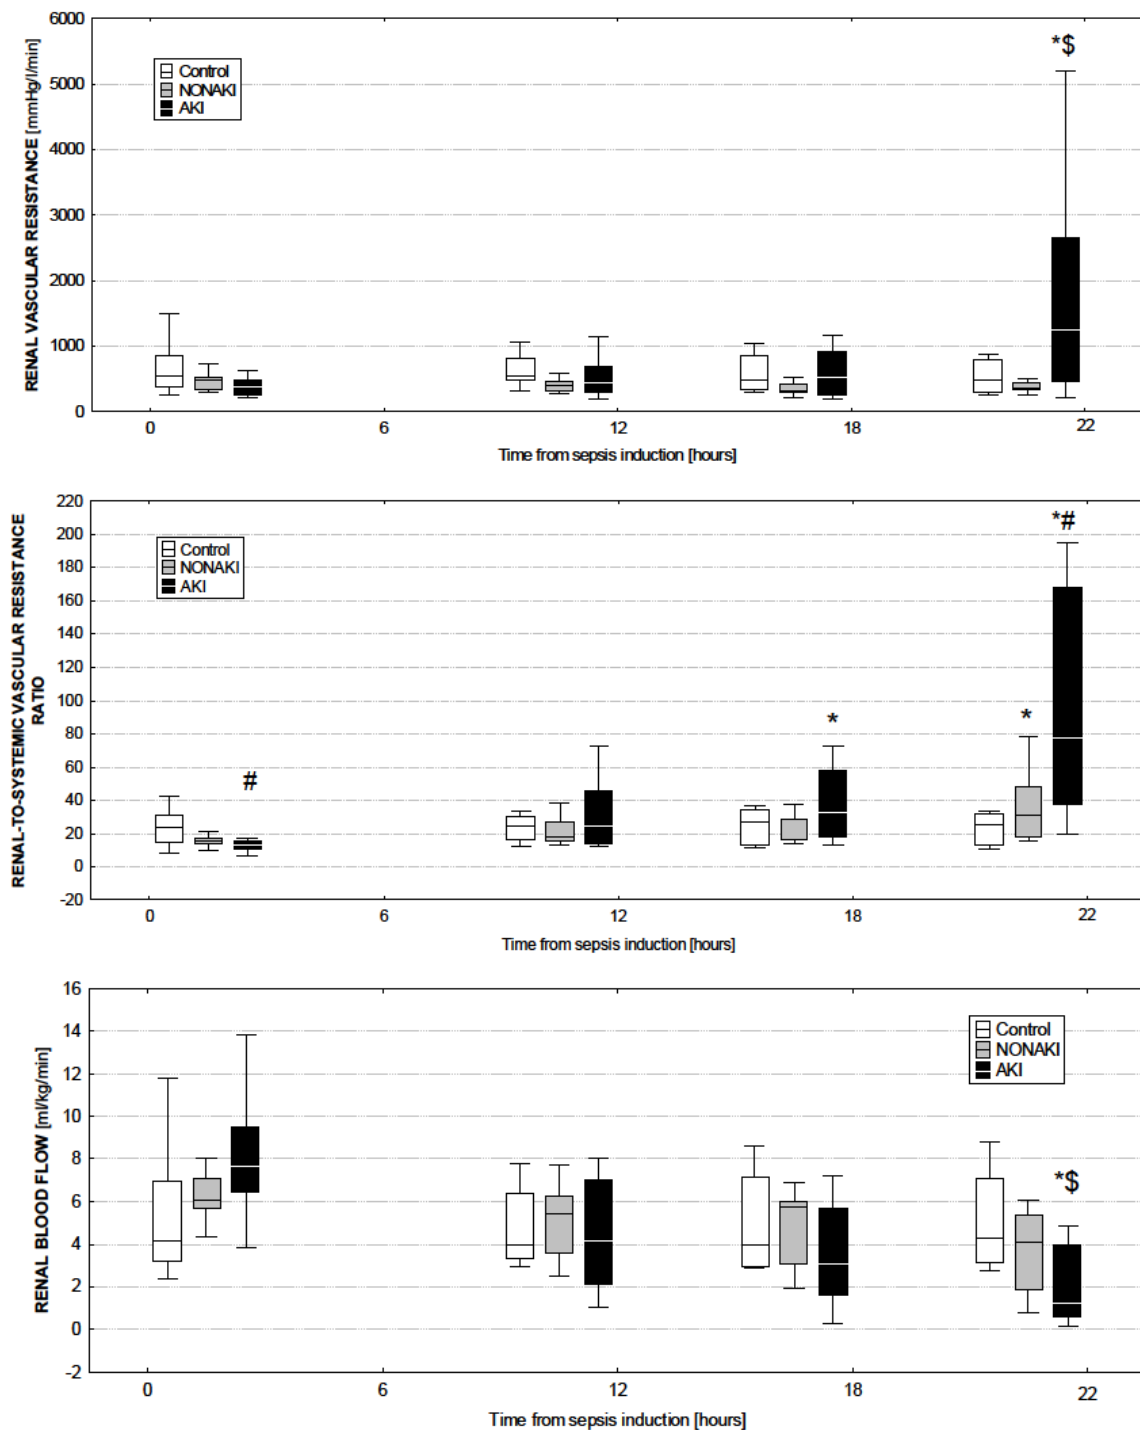 6000
5000
4000
3000
2000
1000
0
RENAL VASCULAR RESISTANCE [mmHg/l/min]
Control
NONAKI
AKI
*$
0 6 12 18 22
Time from sepsis induction [hours]
220
200
180
160
140
120
100
80
60
40
20
0
-20
RENAL-TO-SYSTEMIC VASCULAR RESISTANCE
RATIO
Control
NONAKI
AKI
#
*
*
*#
0 6 12 18 22
Time from sepsis induction [hours]
16
14
12
10
8
6
4
2
0
-2
RENAL BLOOD FLOW [ml/kg/min]
Control
NONAKI
AKI
*$
0 6 12 18 22
Time from sepsis induction [hours]